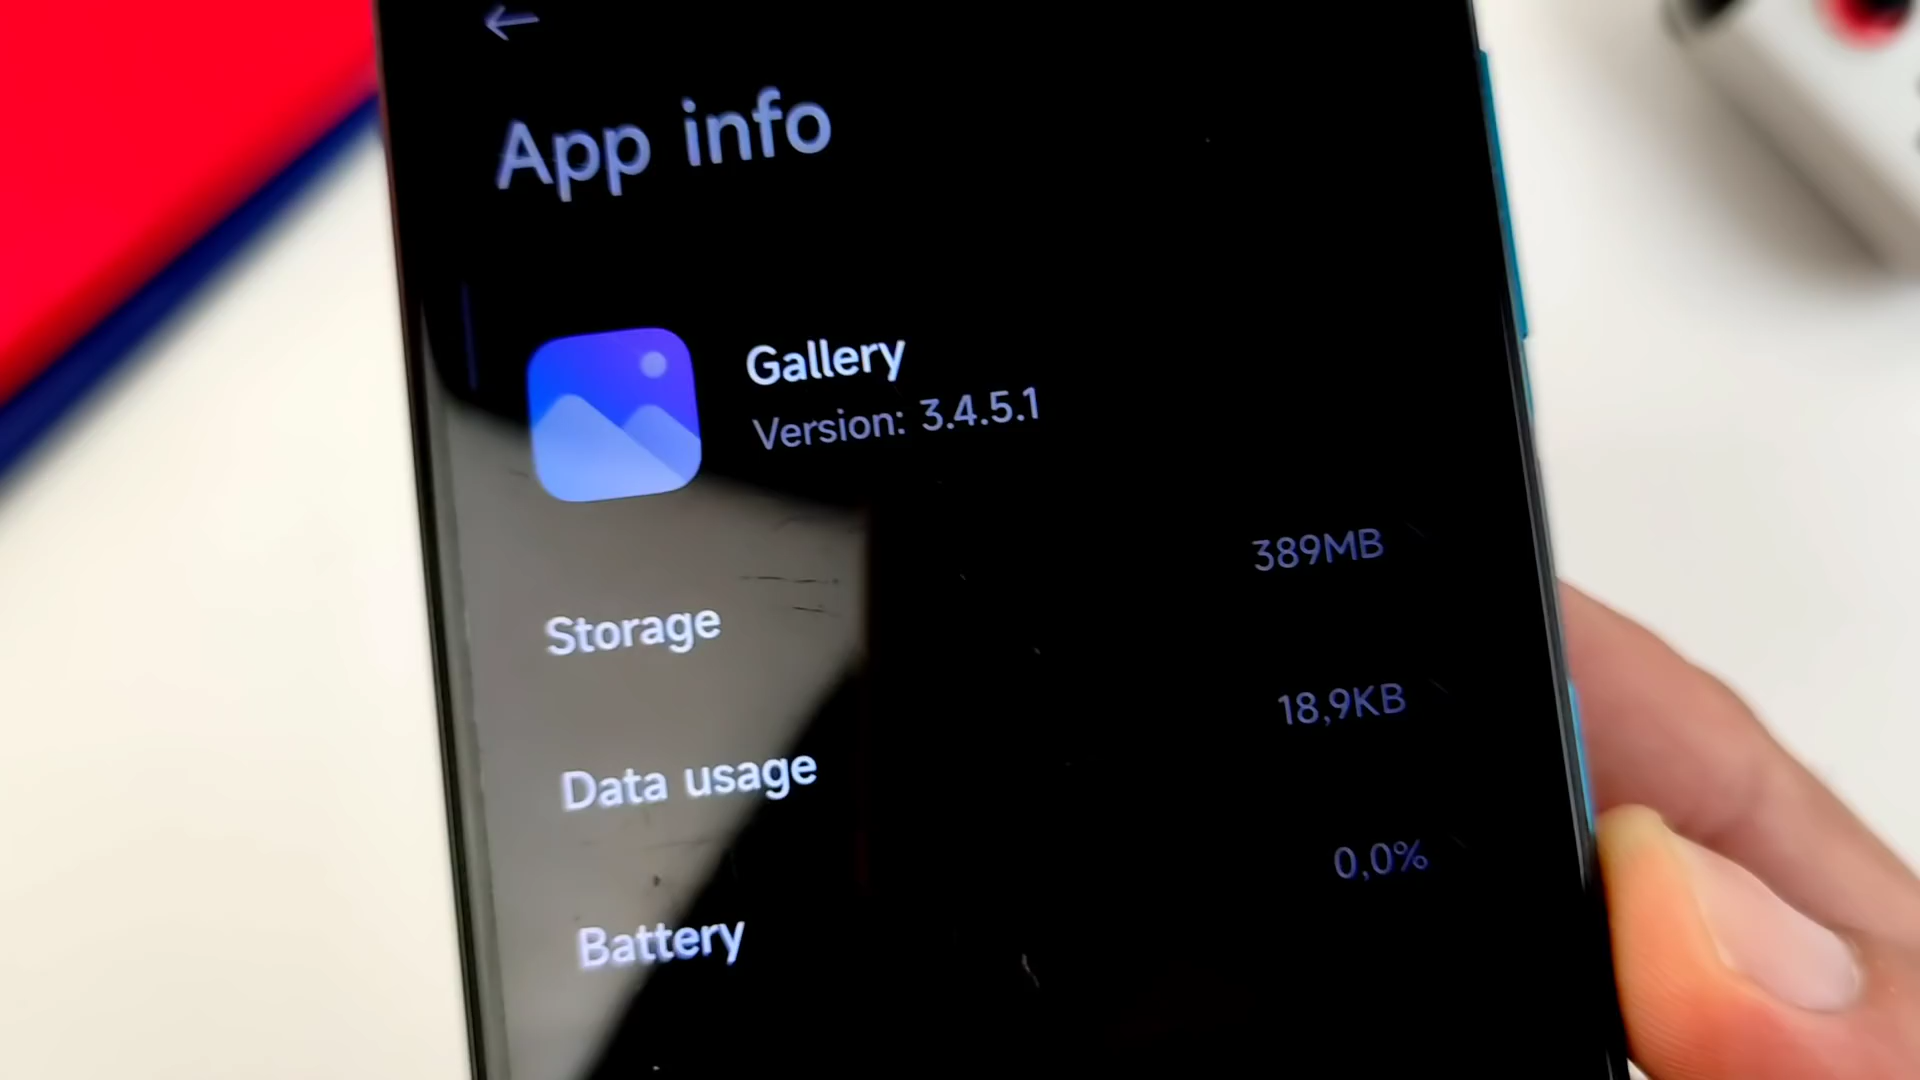 App info
Gallery
Version: 3.4.5.1
Storage 389MB
Data usage 18,9KB
Battery 0,0%